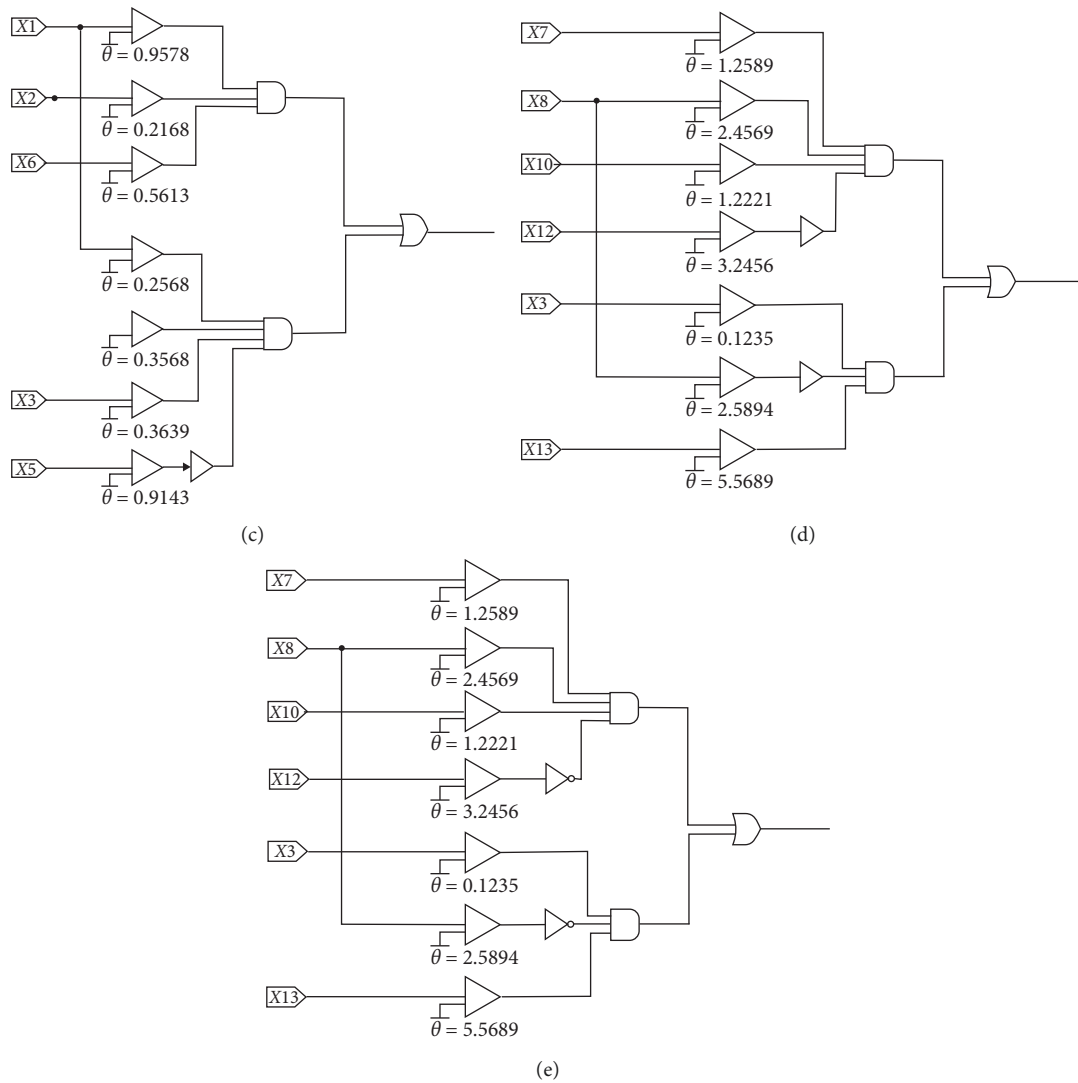 X1
θ = 0.9578
X2
θ = 0.2168
X6
θ = 0.5613
θ = 0.2568
θ = 0.3568
X3
θ = 0.3639
X5
θ = 0.9143
(c)
X7
θ = 1.2589
X8
θ = 2.4569
X10
θ = 1.2221
X12
θ = 3.2456
X3
θ = 0.1235
θ = 2.5894
X13
θ = 5.5689
(d)
X7
θ = 1.2589
X8
θ = 2.4569
X10
θ = 1.2221
X12
θ = 3.2456
X3
θ = 0.1235
θ = 2.5894
X13
θ = 5.5689
(e)